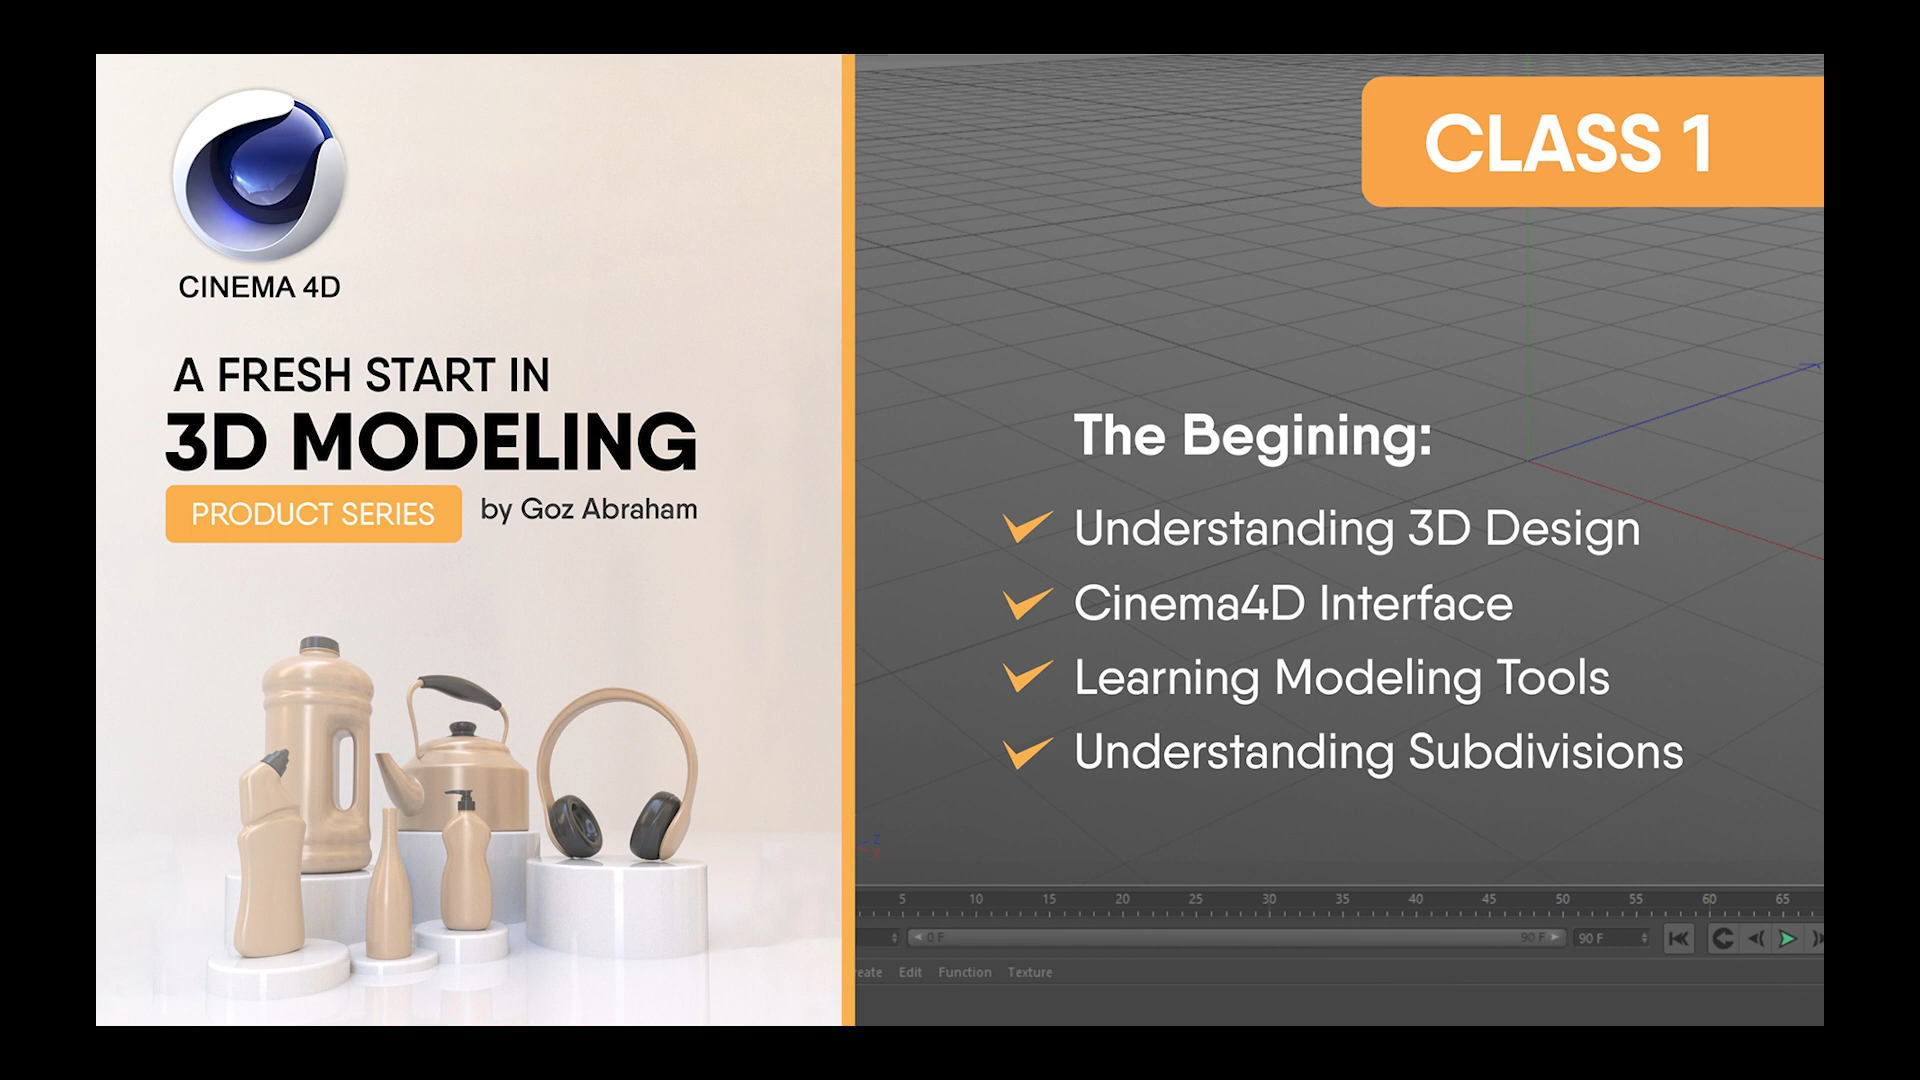 CINEMA 4D
A FRESH START IN
3D MODELING
PRODUCT SERIES
by Goz Abraham
CLASS 1
The Begining:
Understanding 3D Design
Cinema4D Interface
Learning Modeling Tools
Understanding Subdivisions
Z
X
5 10 15 20 25 30 35 40 45 50 55 60 65
0 F 90 F 90 F
reate Edit Function Texture